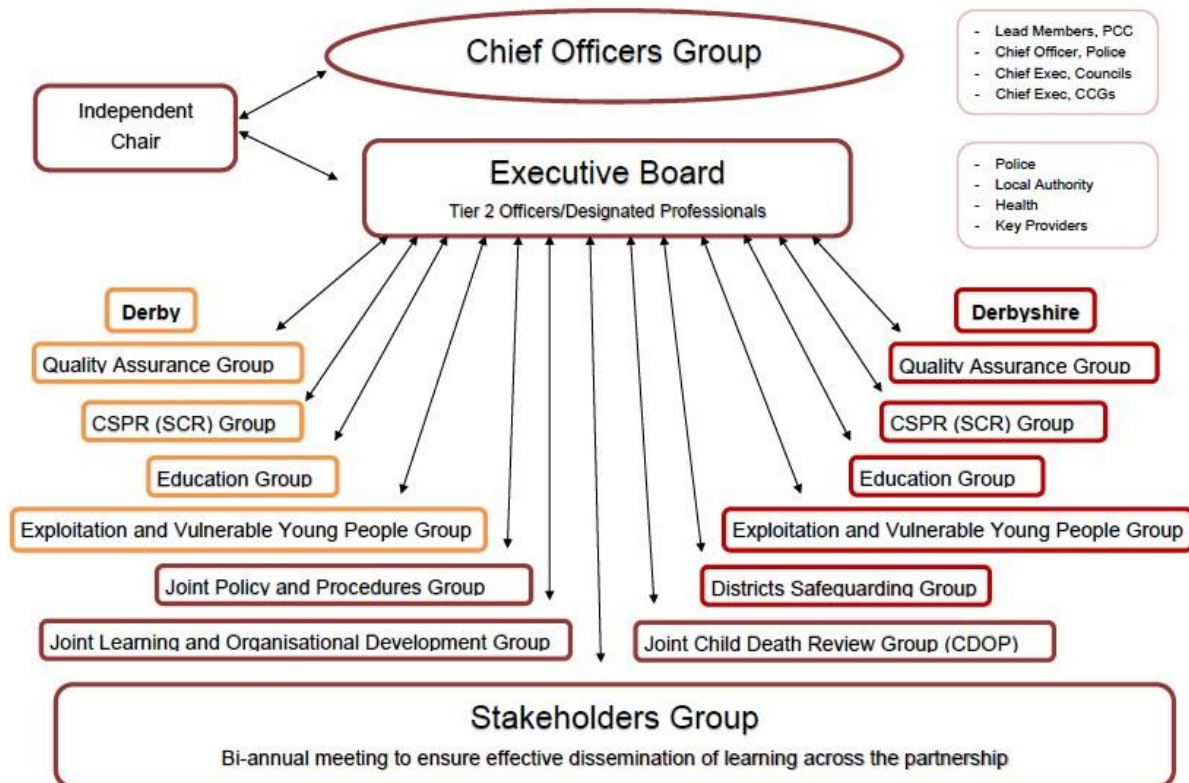 Chief Officers Group
- Lead Members, PCC
- Chief Officer, Police
- Chief Exec, Councils
- Chief Exec, CCGs
Independent
Chair
Executive Board
Tier 2 Officers/Designated Professionals
- Police
- Local Authority
- Health
- Key Providers
Derby
Quality Assurance Group
CSPR (SCR) Group
Education Group
Exploitation and Vulnerable Young People Group
Joint Policy and Procedures Group
Joint Learning and Organisational Development Group
Derbyshire
Quality Assurance Group
CSPR (SCR) Group
Education Group
Exploitation and Vulnerable Young People Group
Districts Safeguarding Group
Joint Child Death Review Group (CDOP)
Stakeholders Group
Bi-annual meeting to ensure effective dissemination of learning across the partnership